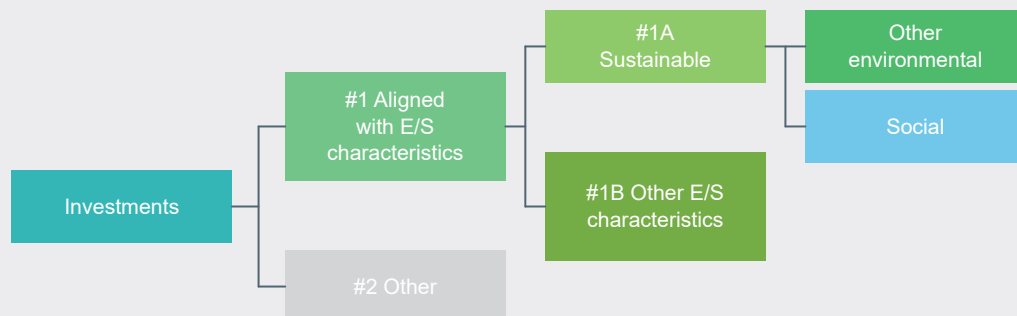 Investments
#1 Aligned
with E/S
characteristics
#2 Other
#1A
Sustainable
#1B Other E/S
characteristics
Other
environmental
Social